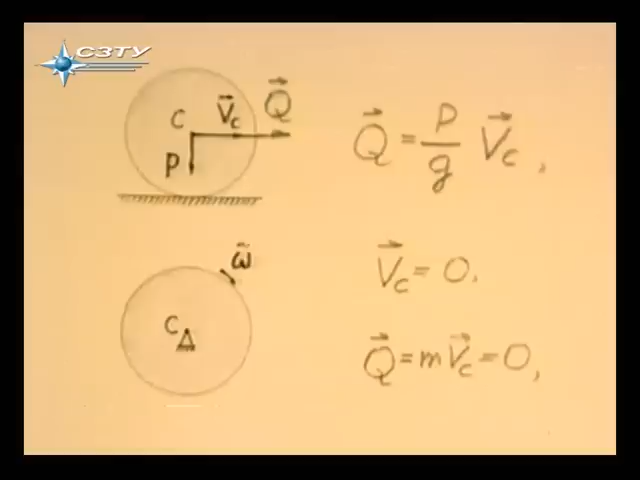 СЗТУ
C V⃗c Q⃗
P
Q⃗ = P/g V⃗c,
ω̄
V⃗c = 0.
C
Q⃗ = mV⃗c = 0,